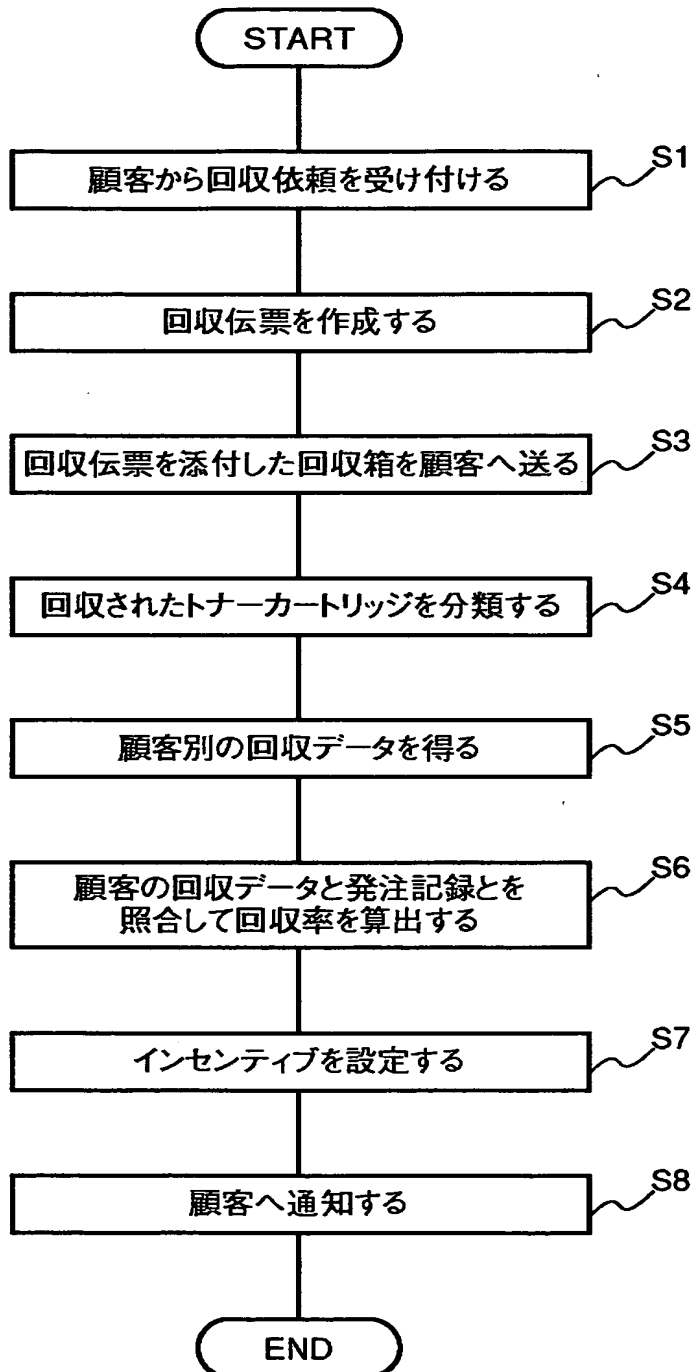 START
顧客から回収依頼を受け付ける
S1
回収伝票を作成する
S2
回収伝票を添付した回収箱を顧客へ送る
S3
回収されたトナーカートリッジを分類する
S4
顧客別の回収データを得る
S5
顧客の回収データと発注記録とを
照合して回収率を算出する
S6
インセンティブを設定する
S7
顧客へ通知する
S8
END